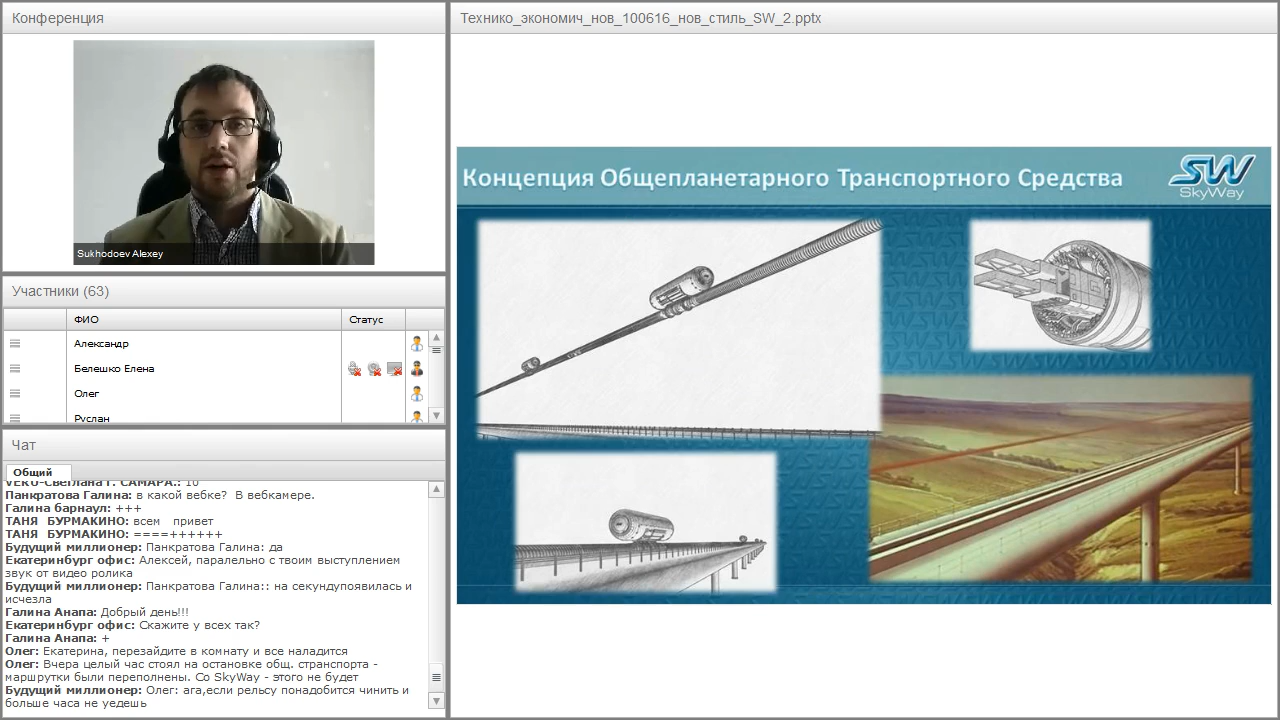 Конференция
Sukhodoev Alexey
Участники (63)
ФИО
Статус
Александр
Белешко Елена
Олег
Руслан
Чат
Общий
Панкратова Галина: в какой вебке? В вебкамере.
Галина барнаул: +++
ТАНЯ БУРМАКИНО: всем привет
ТАНЯ БУРМАКИНО: ====++++++
Будущий миллионер: Панкратова Галина: да
Екатеринбург офис: Алексей, паралельно с твоим выступлением
звук от видео ролика
Будущий миллионер: Панкратова Галина:: на секундупоявилась и
исчезла
Галина Анапа: Добрый день!!!
Екатеринбург офис: Скажите у всех так?
Галина Анапа: +
Олег: Екатерина, перезайдите в комнату и все наладится
Олег: Вчера целый час стоял на остановке общ. странспорта -
маршрутки были переполнены. Со SkyWay - этого не будет
Будущий миллионер: Олег: ага,если рельсу понадобится чинить и
больше часа не уедешь
Технико_экономич_нов_100616_нов_стиль_SW_2.pptx
Концепция Общепланетарного Транспортного Средства
SW
SkyWay